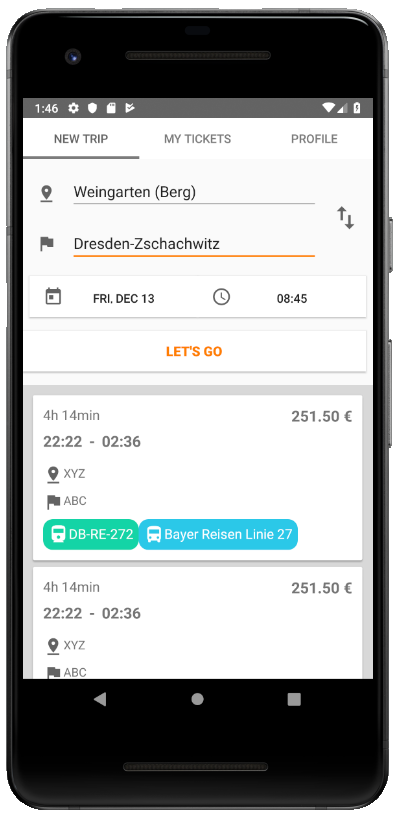 1:46
NEW TRIP MY TICKETS PROFILE
Weingarten (Berg)
Dresden-Zschachwitz
FRI, DEC 13 08:45
LET'S GO
4h 14min 251.50 €
22:22 - 02:36
XYZ
ABC
DB-RE-272 Bayer Reisen Linie 27
4h 14min 251.50 €
22:22 - 02:36
XYZ
ABC